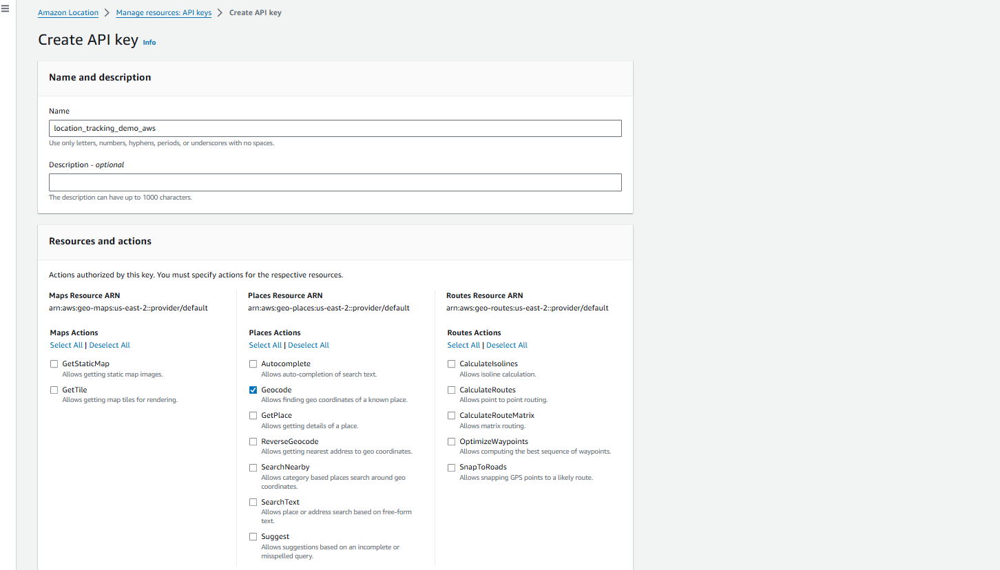 Amazon Location > Manage resources: API keys > Create API key
Create API key Info
Name and description
Name
location_tracking_demo_aws
Use only letters, numbers, hyphens, periods, or underscores with no spaces.
Description - optional
The description can have up to 1000 characters.
Resources and actions
Actions authorized by this key. You must specify actions for the respective resources.
Maps Resource ARN
arn:aws:geo-maps:us-east-2::provider/default
Maps Actions
Select All | Deselect All
GetStaticMap
Allows getting static map images.
GetTile
Allows getting map tiles for rendering.
Places Resource ARN
arn:aws:geo-places:us-east-2::provider/default
Places Actions
Select All | Deselect All
Autocomplete
Allows auto-completion of search text.
Geocode
Allows finding geo coordinates of a known place.
GetPlace
Allows getting details of a place.
ReverseGeocode
Allows getting nearest address to geo coordinates.
SearchNearby
Allows category based places search around geo
coordinates.
SearchText
Allows place or address search based on free-form
text.
Suggest
Allows suggestions based on an incomplete or
misspelled query.
Routes Resource ARN
arn:aws:geo-routes:us-east-2::provider/default
Routes Actions
Select All | Deselect All
CalculateIsolines
Allows isoline calculation.
CalculateRoutes
Allows point to point routing.
CalculateRouteMatrix
Allows matrix routing.
OptimizeWaypoints
Allows computing the best sequence of waypoints.
SnapToRoads
Allows snapping GPS points to a likely route.